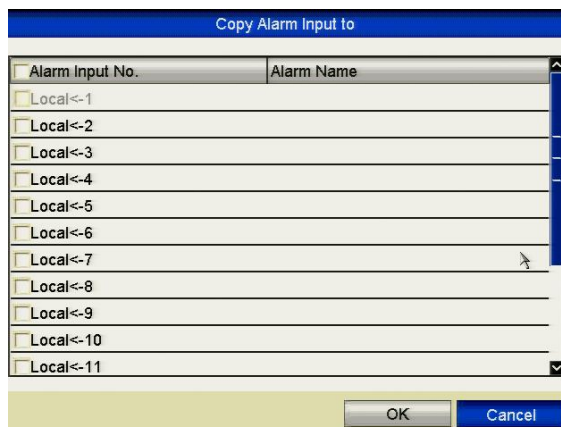 Copy Alarm Input to
Alarm Input No. Alarm Name
Local<-1
Local<-2
Local<-3
Local<-4
Local<-5
Local<-6
Local<-7
Local<-8
Local<-9
Local<-10
Local<-11
OK Cancel